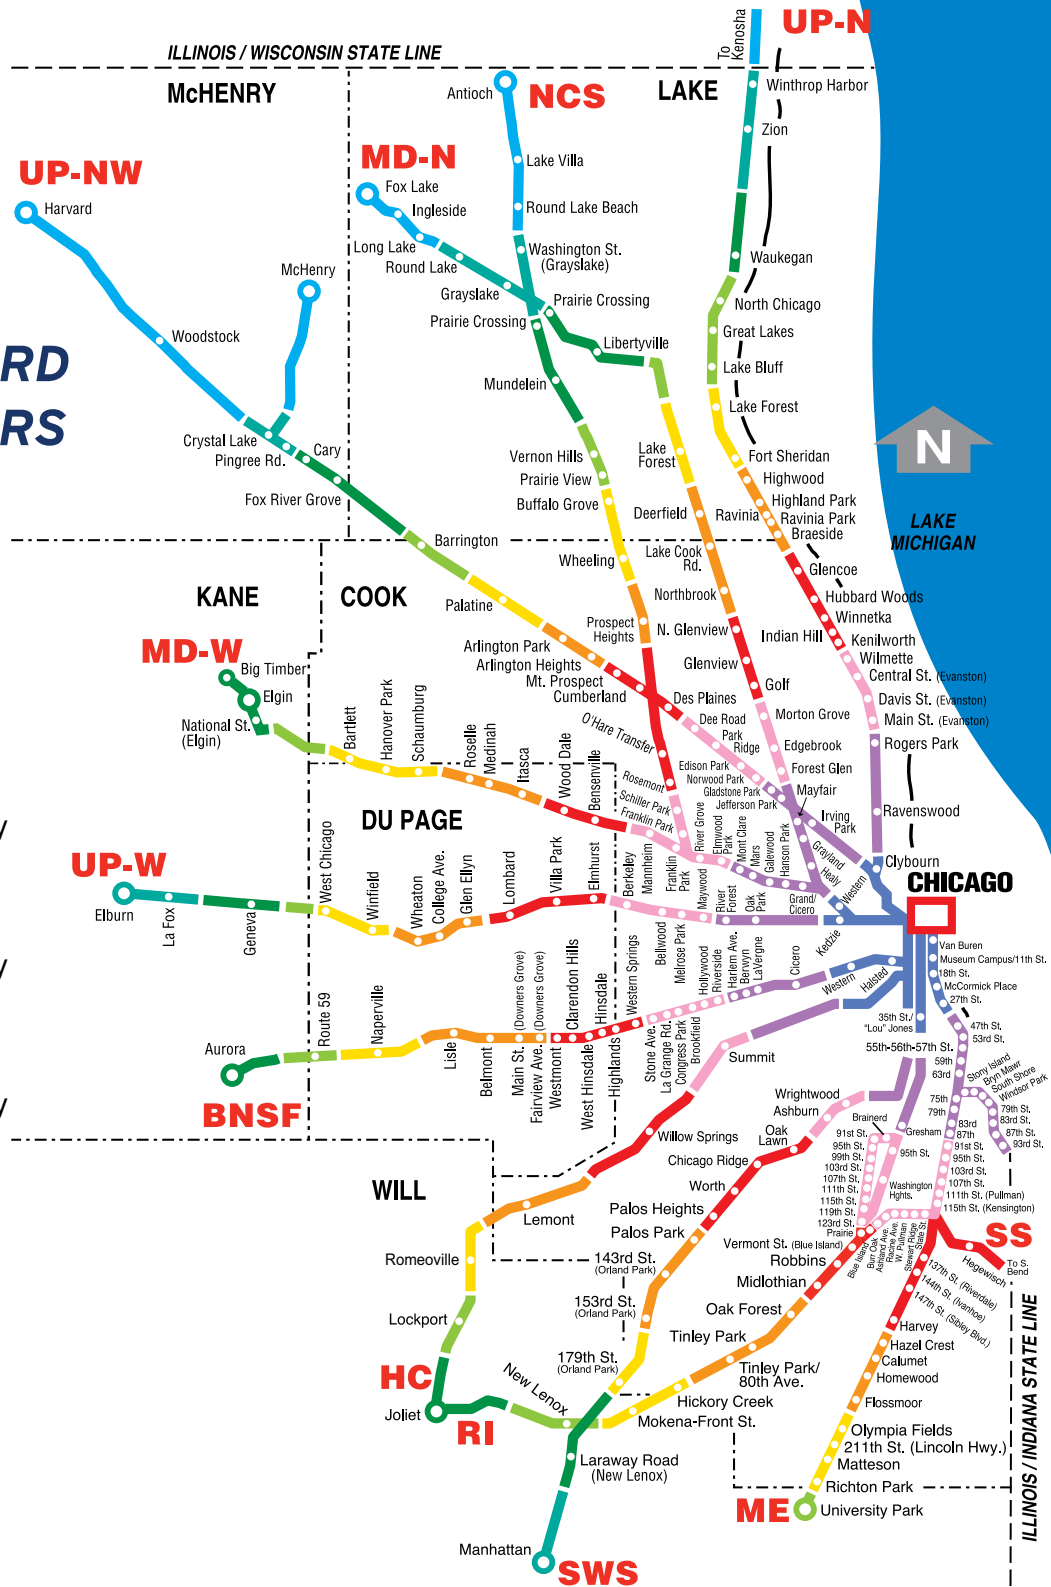 To
Kenosha
UP-N
ILLINOIS / WISCONSIN STATE LINE
McHENRY
LAKE
Antioch
NCS
Winthrop Harbor
Zion
UP-NW
MD-N
Lake Villa
Harvard
Fox Lake
Ingleside
Round Lake Beach
Long Lake
Round Lake
Washington St.
(Grayslake)
Waukegan
McHenry
Grayslake
Prairie Crossing
North Chicago
Prairie Crossing
Woodstock
Libertyville
Great Lakes
RD
Mundelein
Lake Bluff
RS
Lake Forest
Crystal Lake
Pingree Rd.
Cary
Vernon Hills
Lake
Forest
Fort Sheridan
N
Fox River Grove
Prairie View
Highwood
Buffalo Grove
Highland Park
Deerfield
Ravinia
Ravinia Park
Braeside
LAKE
MICHIGAN
Barrington
Wheeling
Lake Cook
Rd.
Glencoe
KANE
COOK
Palatine
Northbrook
Hubbard Woods
Winnetka
Prospect
Heights
N. Glenview
Indian Hill
Kenilworth
MD-W
Arlington Park
Arlington Heights
Wilmette
Big Timber
Mt. Prospect
Glenview
Central St. (Evanston)
Elgin
Cumberland
Golf
Davis St. (Evanston)
National St.
(Elgin)
Des Plaines
Morton Grove
Main St. (Evanston)
Bartlett
Hanover Park
Schaumburg
Roselle
Medinah
Itasca
Wood Dale
Bensenville
O'Hare Transfer
Dee Road
Park
Ridge
Edgebrook
Rogers Park
Rosemont
Edison Park
Norwood Park
Gladstone Park
Jefferson Park
Forest Glen
Mayfair
Schiller Park
Franklin Park
Irving
Park
Ravenswood
DU PAGE
River Grove
Elmwood
Park
Mont Clare
Mars
Galewood
Hanson Park
Grayland
Healy
Clybourn
UP-W
Elburn
La Fox
Geneva
West Chicago
Winfield
Wheaton
College Ave.
Glen Ellyn
Lombard
Villa Park
Elmhurst
Berkeley
Mannheim
Franklin
Park
Maywood
River
Forest
Oak
Park
Grand/
Cicero
Western
Kedzie
CHICAGO
Bellwood
Melrose Park
Van Buren
Museum Campus/11th St.
18th St.
McCormick Place
27th St.
Aurora
Route 59
Naperville
Lisle
Belmont
Main St.
(Downers Grove)
Fairview Ave.
(Downers Grove)
Westmont
Clarendon Hills
West Hinsdale
Hinsdale
Highlands
Western Springs
Stone Ave.
La Grange Rd.
Congress Park
Brookfield
Hollywood
Riverside
Harlem Ave.
Berwyn
LaVergne
Cicero
Western
Halsted
BNSF
35th St./
"Lou" Jones
47th St.
53rd St.
Summit
55th-56th-57th St.
59th
63rd
Stony Island
Bryn Mawr
South Shore
Windsor Park
Wrightwood
Ashburn
75th
79th
79th St.
83rd St.
87th St.
93rd St.
83rd
87th
Brainerd
Gresham
Willow Springs
Oak
Lawn
91st St.
95th St.
99th St.
103rd St.
107th St.
111th St.
115th St.
119th St.
123rd St.
Prairie
95th St.
Washington
Hghts.
91st St.
95th St.
103rd St.
107th St.
111th St. (Pullman)
115th St. (Kensington)
Chicago Ridge
WILL
Worth
Lemont
Palos Heights
Palos Park
Vermont St. (Blue Island)
Blue Island
Burr Oak
Ashland Ave.
Racine Ave.
W. Pullman
Stewart Ridge
State St.
SS
Hegewisch
To S.
Bend
Romeoville
143rd St.
(Orland Park)
Robbins
137th St. (Riverdale)
144th St. (Ivanhoe)
147th St. (Sibley Blvd.)
Midlothian
153rd St.
(Orland Park)
Lockport
Oak Forest
Harvey
Tinley Park
Hazel Crest
179th St.
(Orland Park)
Tinley Park/
80th Ave.
Calumet
Homewood
HC
New Lenox
Hickory Creek
Flossmoor
Joliet
RI
Mokena-Front St.
Olympia Fields
211th St. (Lincoln Hwy.)
Laraway Road
(New Lenox)
Matteson
Richton Park
ME
University Park
Manhattan
SWS
ILLINOIS / INDIANA STATE LINE